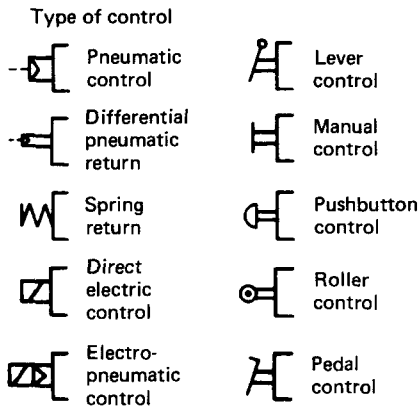 Type of control
Pneumatic
control
Differential
pneumatic
return
Spring
return
Direct
electric
control
Electro-
pneumatic
control
Lever
control
Manual
control
Pushbutton
control
Roller
control
Pedal
control